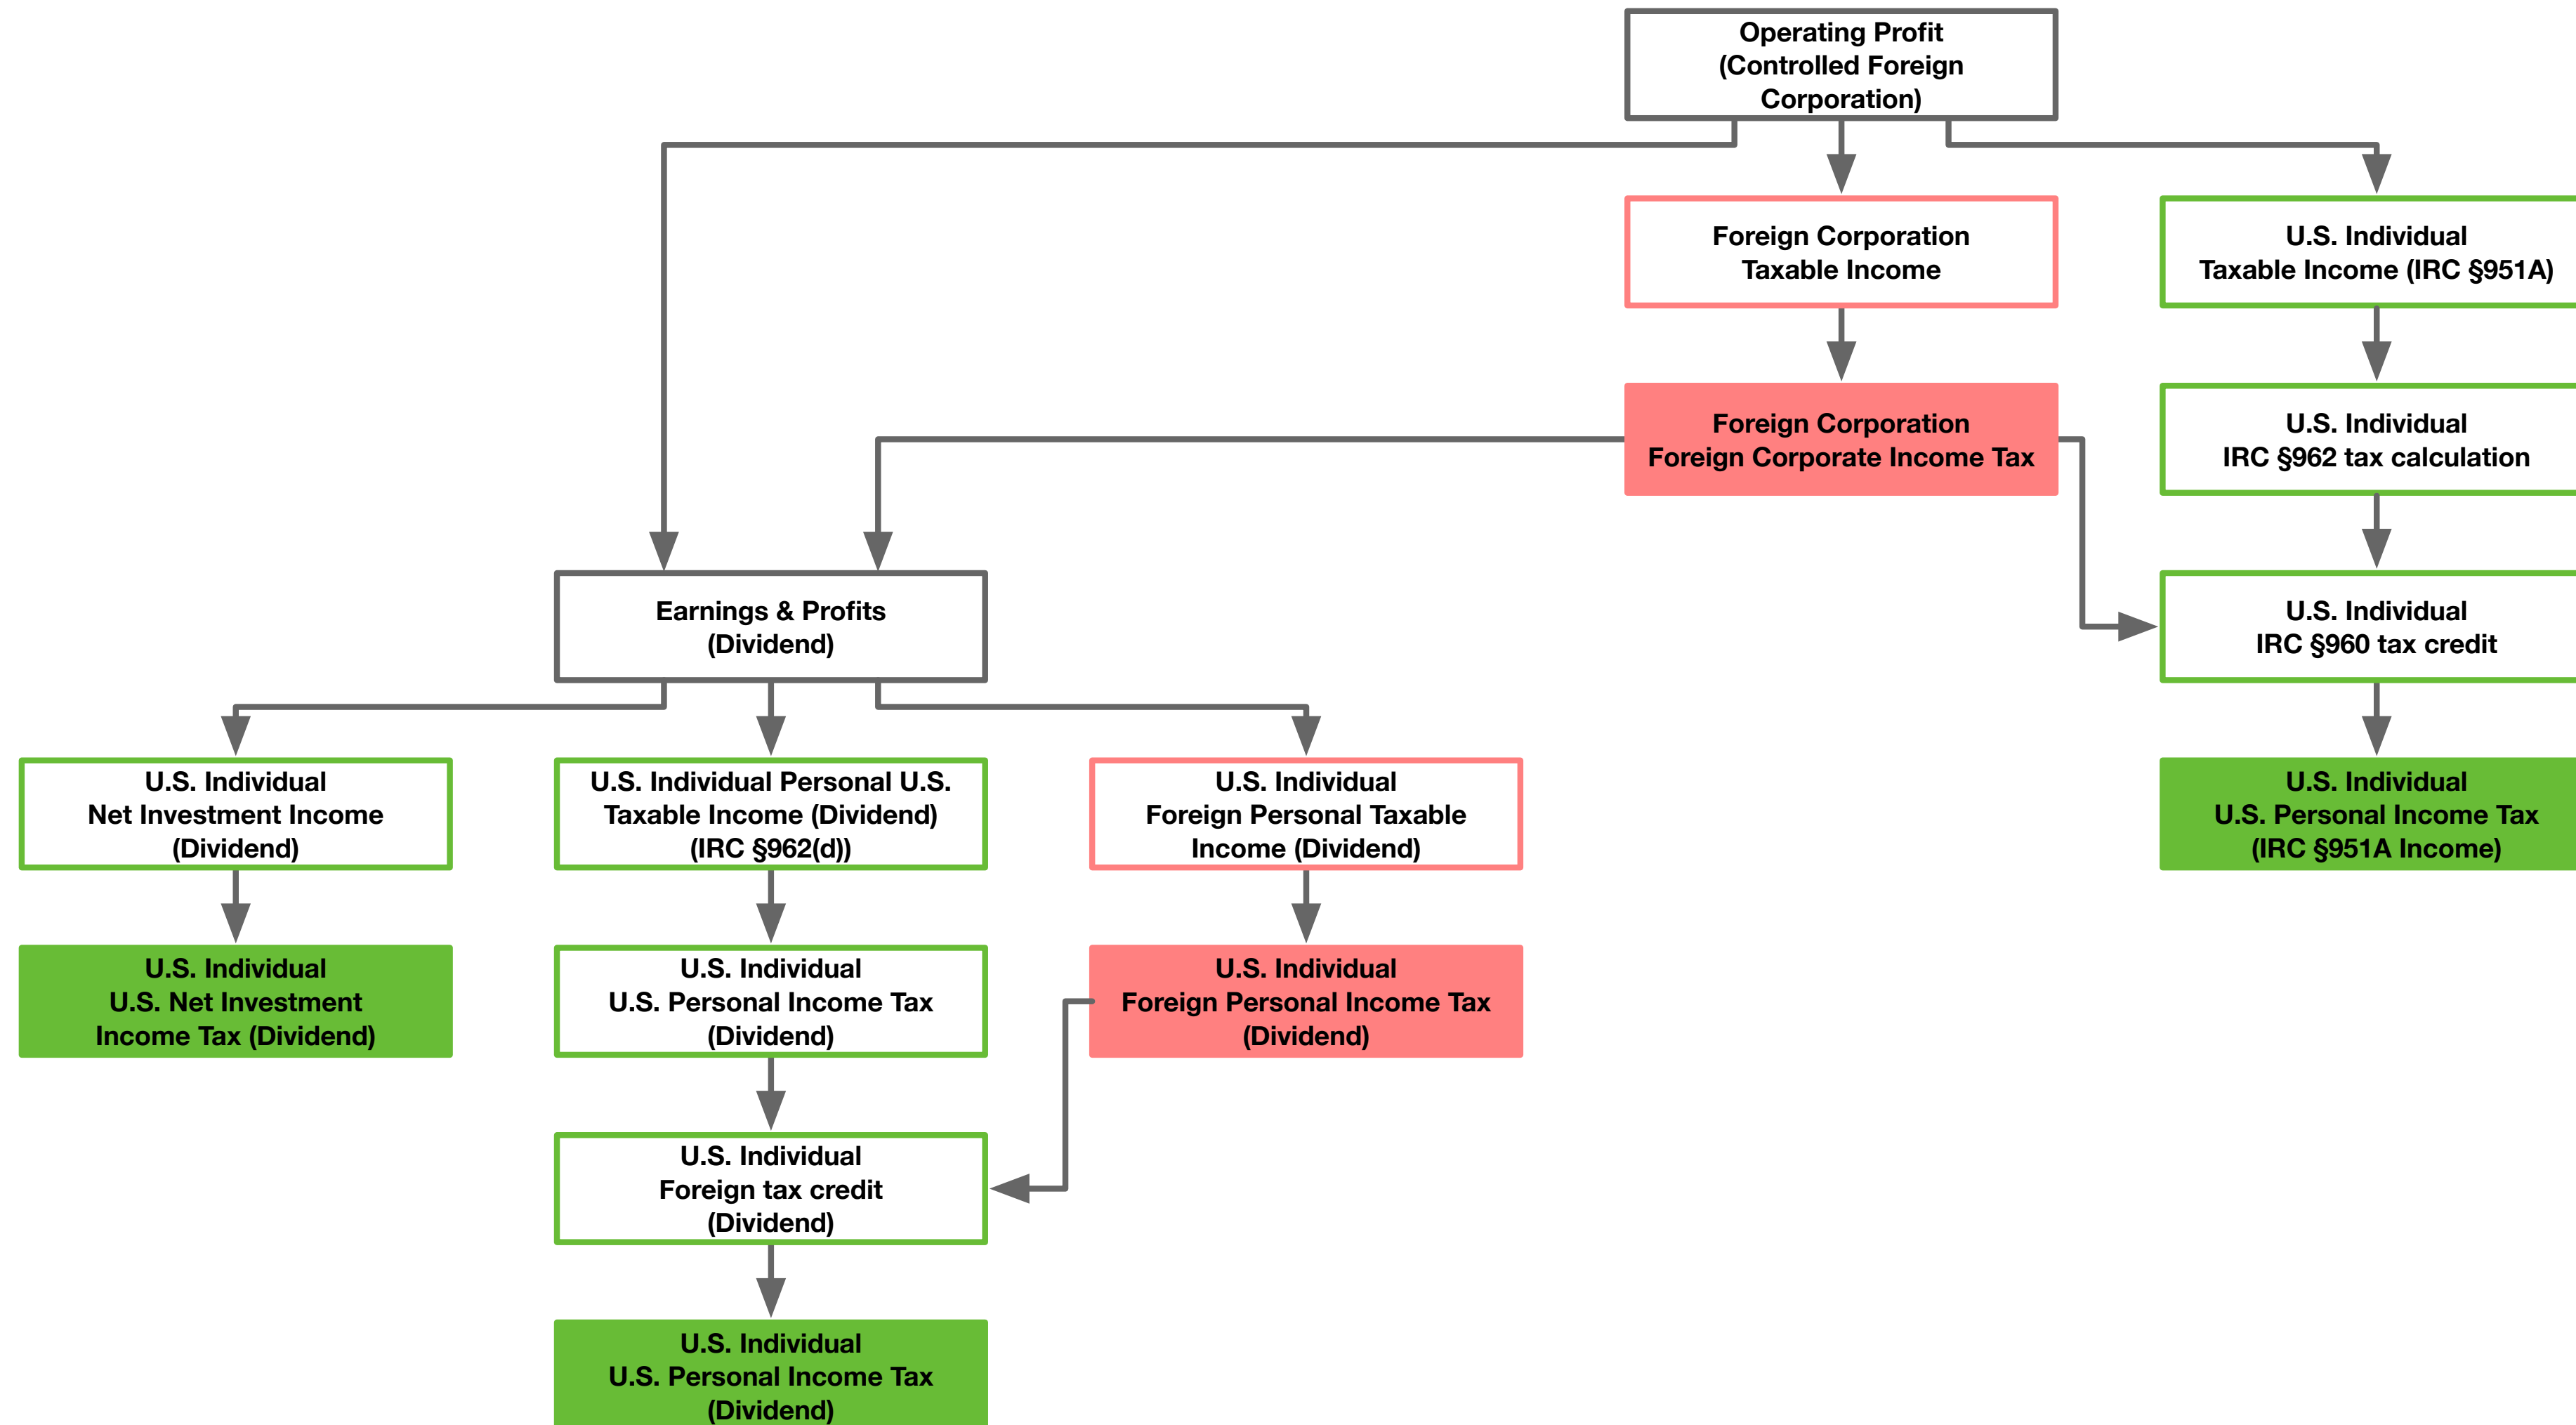 Operating Profit
(Controlled Foreign
Corporation)
Foreign Corporation
Taxable Income
U.S. Individual
Taxable Income (IRC §951A)
Foreign Corporation
Foreign Corporate Income Tax
U.S. Individual
IRC §962 tax calculation
Earnings & Profits
(Dividend)
U.S. Individual
IRC §960 tax credit
U.S. Individual
Net Investment Income
(Dividend)
U.S. Individual Personal U.S.
Taxable Income (Dividend)
(IRC §962(d))
U.S. Individual
Foreign Personal Taxable
Income (Dividend)
U.S. Individual
U.S. Personal Income Tax
(IRC §951A Income)
U.S. Individual
U.S. Net Investment
Income Tax (Dividend)
U.S. Individual
U.S. Personal Income Tax
(Dividend)
U.S. Individual
Foreign Personal Income Tax
(Dividend)
U.S. Individual
Foreign tax credit
(Dividend)
U.S. Individual
U.S. Personal Income Tax
(Dividend)